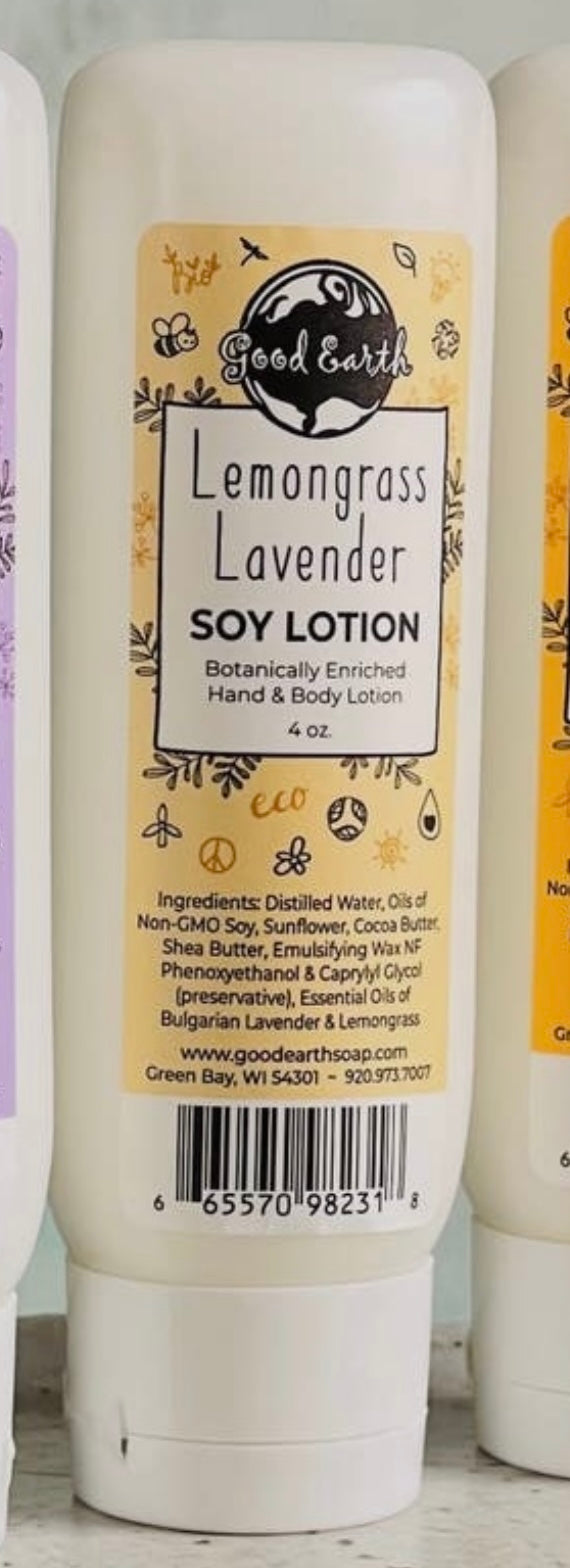 bio
Good Earth
Lemongrass
Lavender
SOY LOTION
Botanically Enriched
Hand & Body Lotion
4 oz.
eco
Ingredients: Distilled Water, Oils of
Non-GMO Soy, Sunflower, Cocoa Butter,
Shea Butter, Emulsifying Wax NF
Phenoxyethanol & Caprylyl Glycol
(preservative), Essential Oils of
Bulgarian Lavender & Lemongrass
www.goodearthsoap.com
Green Bay, WI 54301 - 920.973.7007
6 65570 98231 8